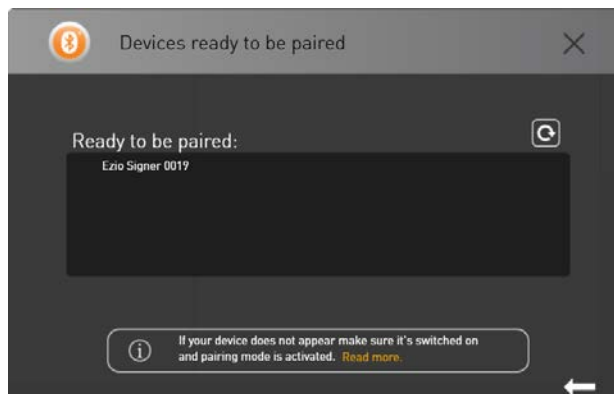 Devices ready to be paired
Ready to be paired:
Ezio Signer 0019
If your device does not appear make sure it's switched on
and pairing mode is activated. Read more.